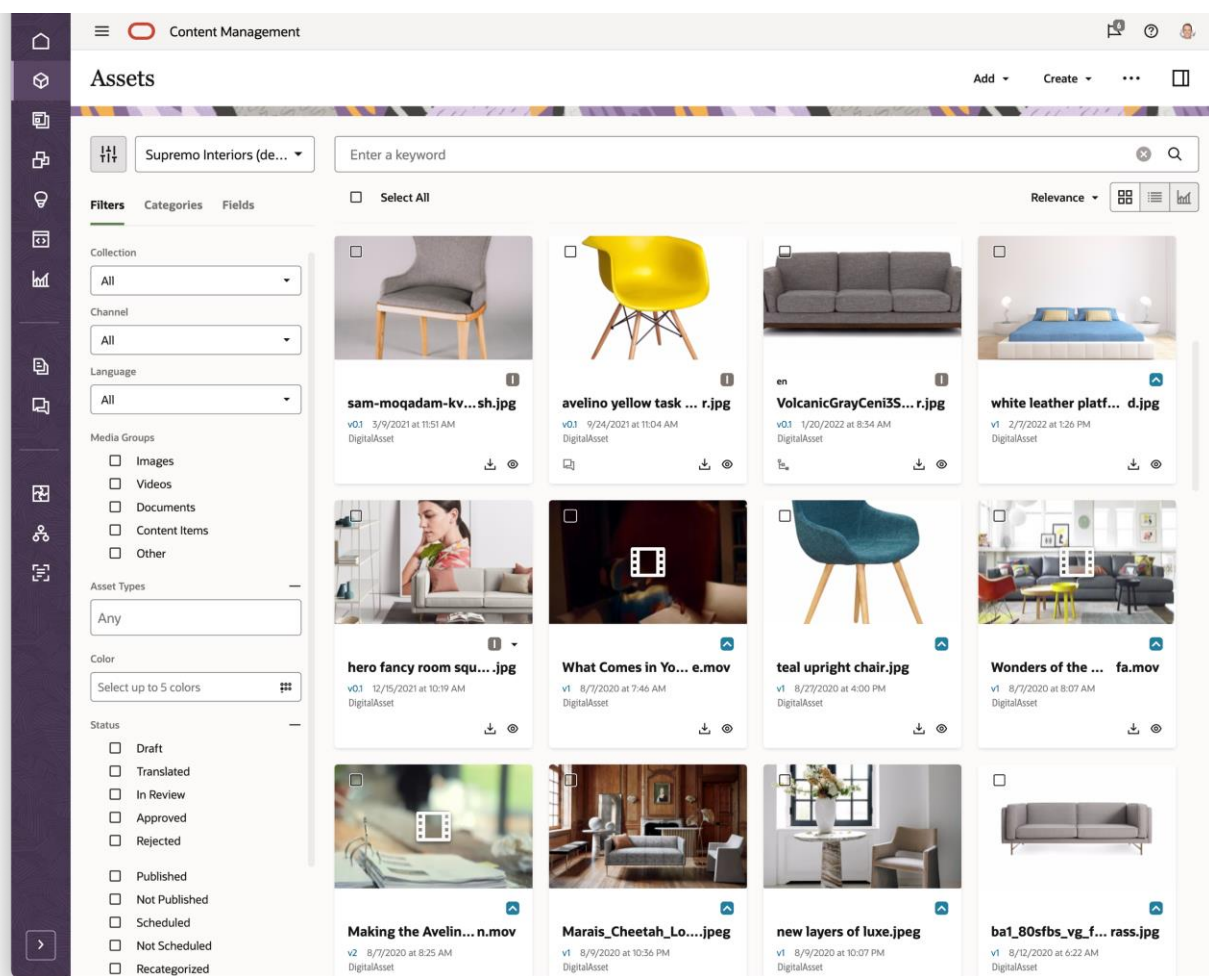 Content Management
6
Assets
Add
Create
Supremo Interiors (de...
Enter a keyword
Filters Categories Fields
Select All
Relevance
Collection
All
Channel
All
Language
All
Media Groups
Images
Videos
Documents
Content Items
Other
Asset Types
Any
Color
Select up to 5 colors
Status
Draft
Translated
In Review
Approved
Rejected
Published
Not Published
Scheduled
Not Scheduled
Recategorized
I
sam-moqadam-kv...sh.jpg
v0.1 3/9/2021 at 11:51 AM
DigitalAsset
I
avelino yellow task ... r.jpg
v0.1 9/24/2021 at 11:04 AM
DigitalAsset
en I
VolcanicGrayCeni3S... r.jpg
v0.1 1/20/2022 at 8:34 AM
DigitalAsset
white leather platf... d.jpg
v1 2/7/2022 at 1:26 PM
DigitalAsset
I
hero fancy room squ... .jpg
v0.1 12/15/2021 at 10:19 AM
DigitalAsset
What Comes in Yo... e.mov
v1 8/7/2020 at 7:46 AM
DigitalAsset
teal upright chair.jpg
v1 8/27/2020 at 4:00 PM
DigitalAsset
Wonders of the ... fa.mov
v1 8/7/2020 at 8:07 AM
DigitalAsset
Making the Avelin... n.mov
v2 8/7/2020 at 8:25 AM
DigitalAsset
Marais_Cheetah_Lo....jpeg
v1 8/9/2020 at 10:36 PM
DigitalAsset
new layers of luxe.jpeg
v1 8/9/2020 at 10:07 PM
DigitalAsset
ba1_80sfbs_vg_f... rass.jpg
v1 8/12/2020 at 6:22 AM
DigitalAsset